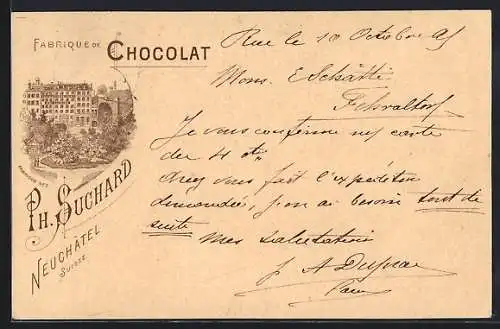 FABRIQUE DE CHOCOLAT
PH. SUCHARD
NEUCHÂTEL
SUISSE
Rue le 10 Octobre 95
Mons. E Schätti
Je vous confirme ma carte
du 4 ct
Avez vous fait l'expédition
demandée, j'en ai besoin tout de
suite
Mes salutations